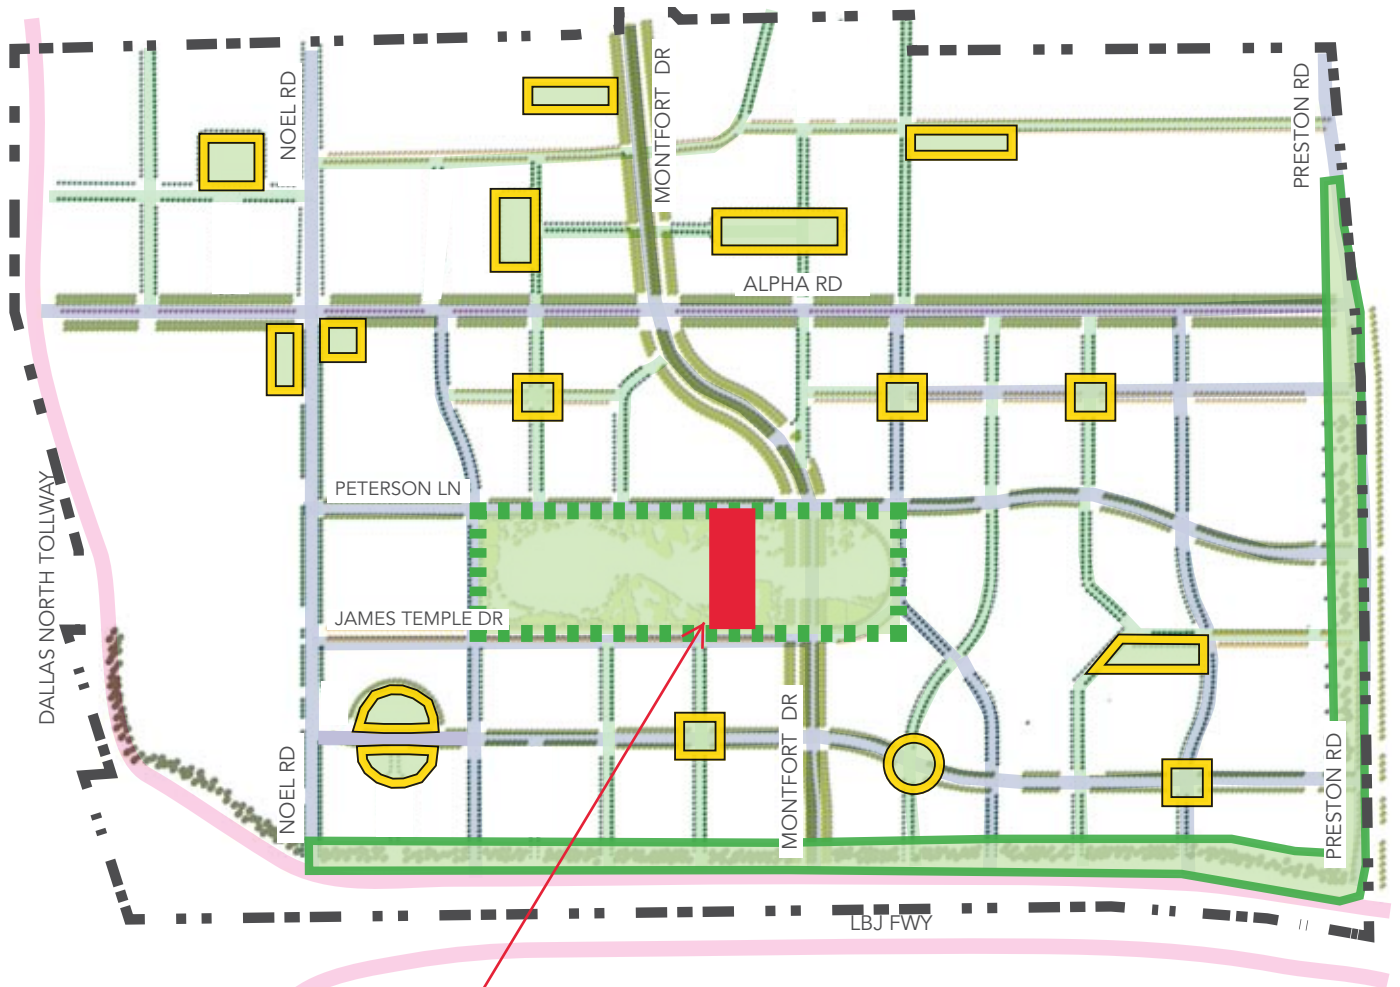 NOEL RD
MONTFORT DR
PRESTON RD
ALPHA RD
PETERSON LN
DALLAS NORTH TOLLWAY
JAMES TEMPLE DR
NOEL RD
MONTFORT DR
PRESTON RD
LBJ FWY